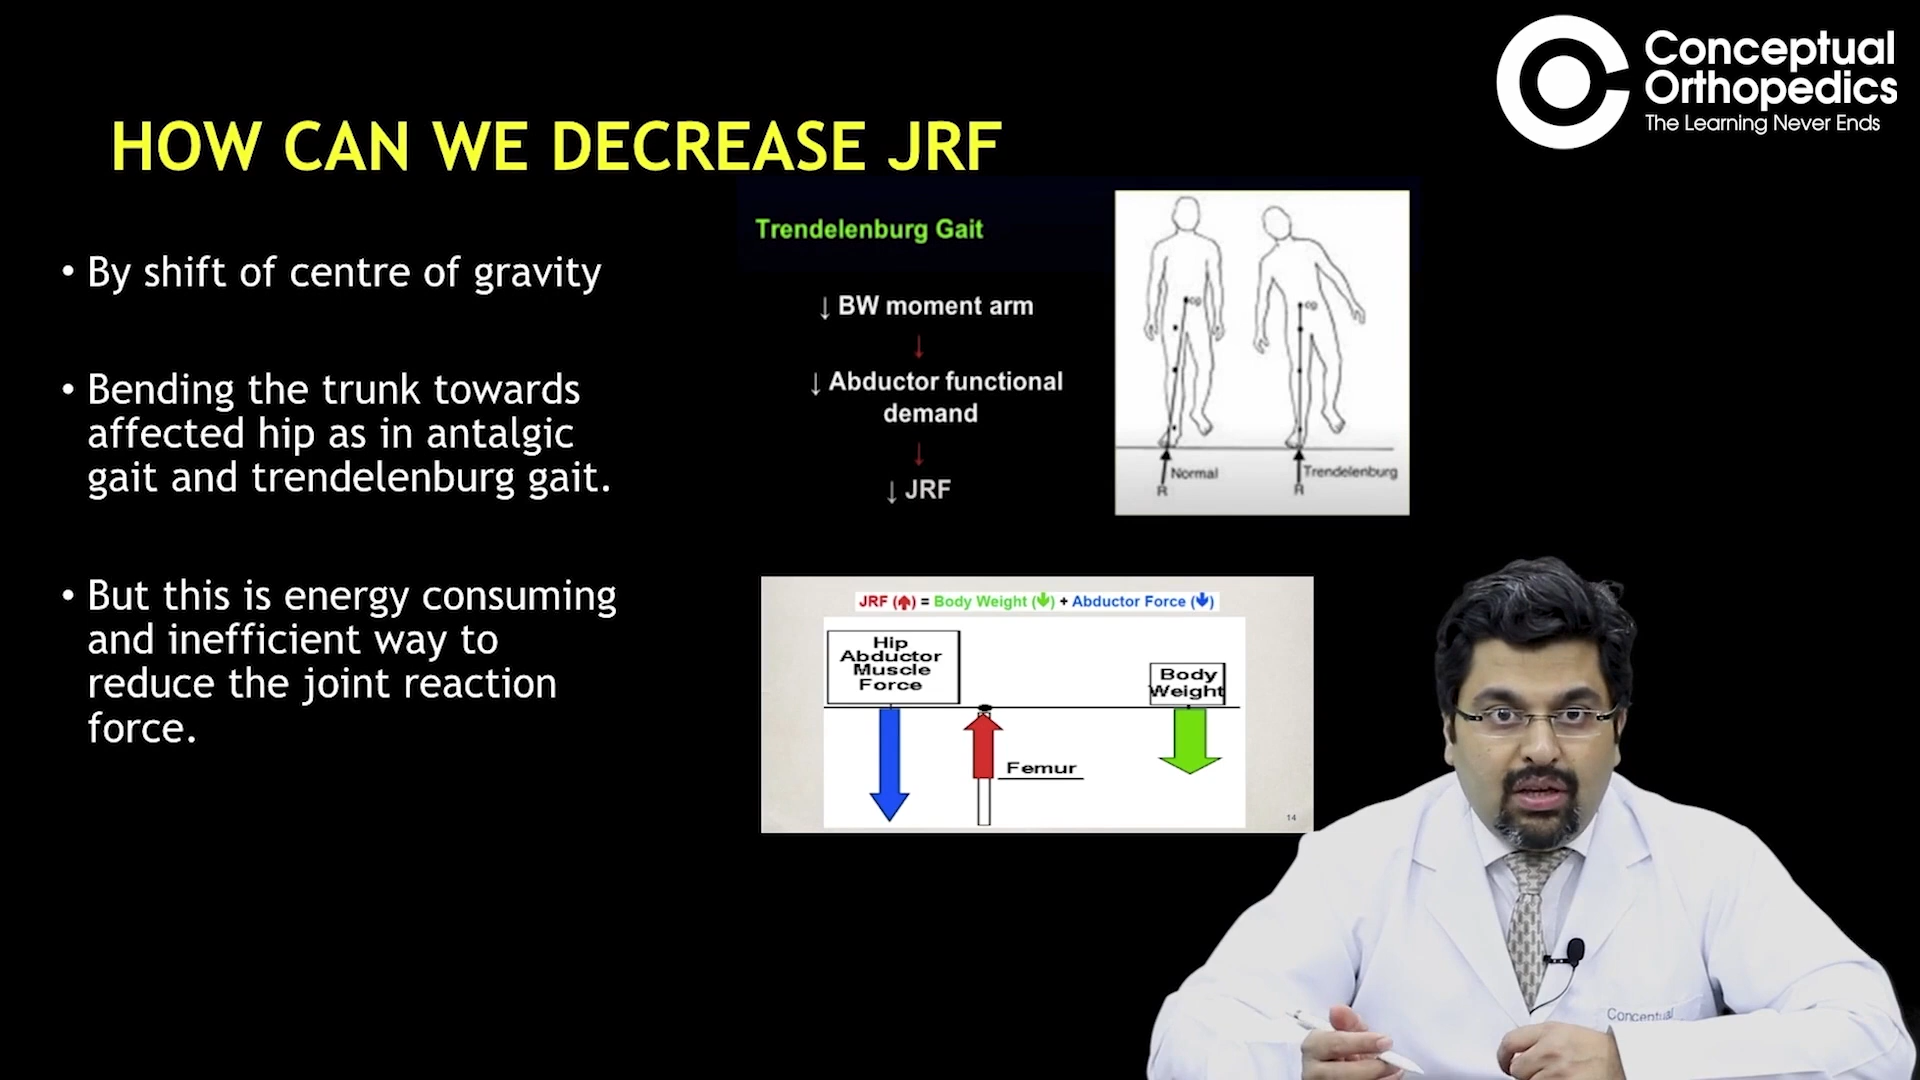 Conceptual
Orthopedics
The Learning Never Ends
HOW CAN WE DECREASE JRF
• By shift of centre of gravity
• Bending the trunk towards
affected hip as in antalgic
gait and trendelenburg gait.
• But this is energy consuming
and inefficient way to
reduce the joint reaction
force.
Trendelenburg Gait
↓ BW moment arm
↓
↓ Abductor functional
demand
↓
↓ JRF
cg
cg
Normal
R
Trendelenburg
R
JRF (↑) = Body Weight (↓) + Abductor Force (↓)
Hip
Abductor
Muscle
Force
Body
Weight
Femur
14
Conceptual